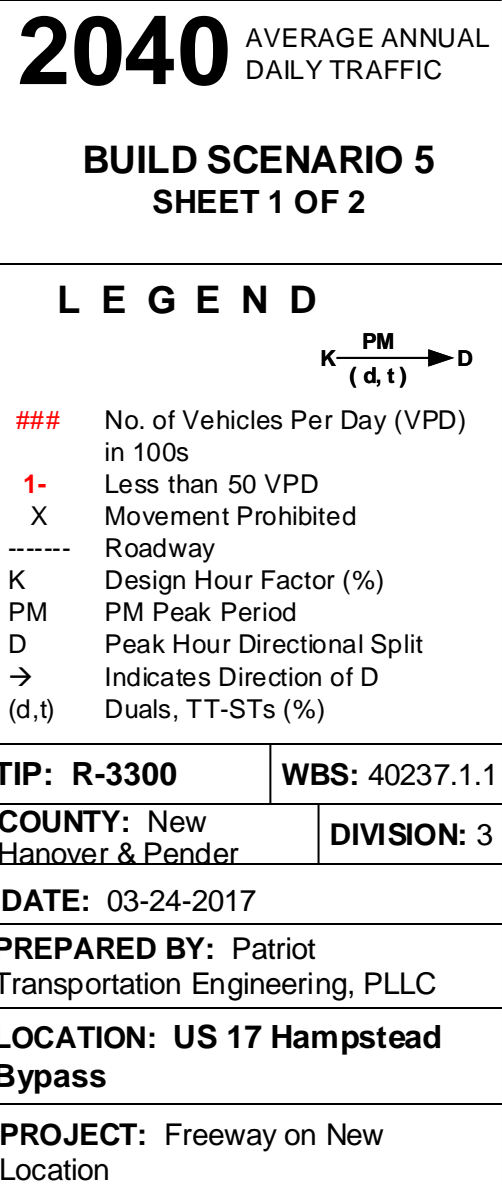 2040 AVERAGE ANNUAL
DAILY TRAFFIC
BUILD SCENARIO 5
SHEET 1 OF 2
LEGEND
PM
K → D
( d, t )
### No. of Vehicles Per Day (VPD)
in 100s
1- Less than 50 VPD
X Movement Prohibited
------- Roadway
K Design Hour Factor (%)
PM PM Peak Period
D Peak Hour Directional Split
→ Indicates Direction of D
(d,t) Duals, TT-STs (%)
TIP: R-3300 WBS: 40237.1.1
COUNTY: New DIVISION: 3
Hanover & Pender
DATE: 03-24-2017
PREPARED BY: Patriot
Transportation Engineering, PLLC
LOCATION: US 17 Hampstead
Bypass
PROJECT: Freeway on New
Location